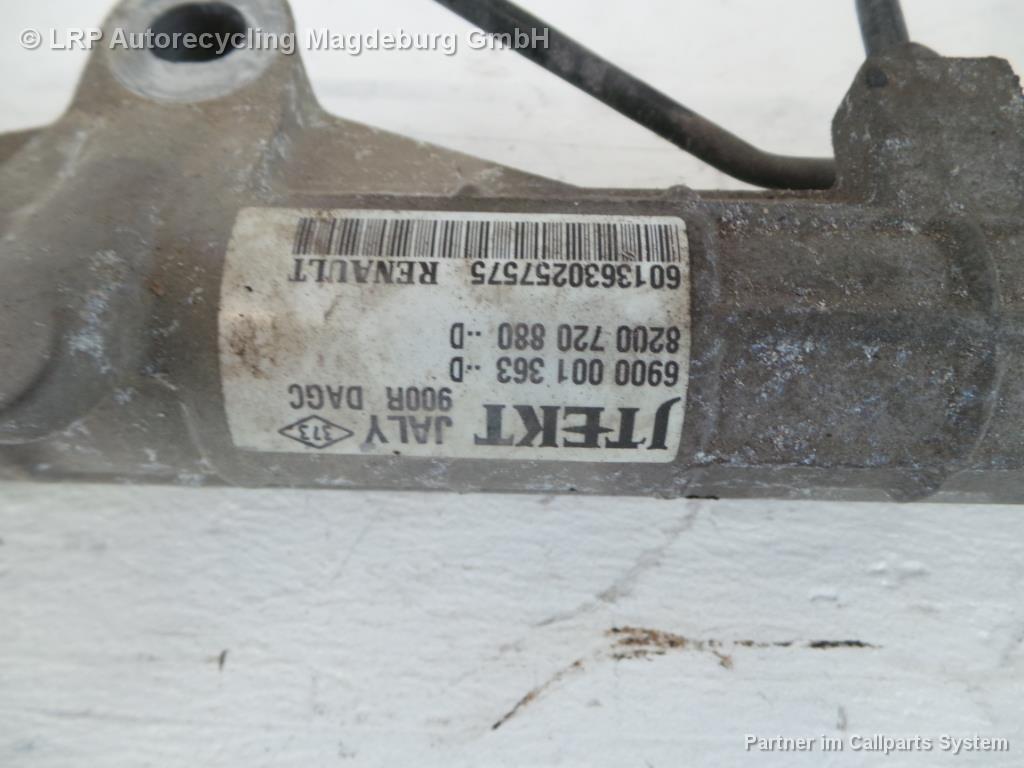 © LRP Autorecycling Magdeburg GmbH
JTEKT JALY 373
900R DAGC
6900 001 363 --D
8200 720 880 --D
6013630257575 RENAULT
Partner im Callparts System